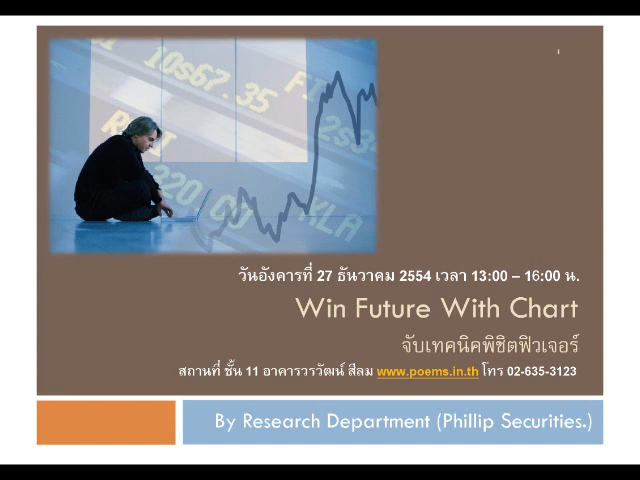 10s67.35
วันอังคารที่ 27 ธันวาคม 2554 เวลา 13:00 – 16:00 น.
Win Future With Chart
จับเทคนิคพิชิตฟิวเจอร์
สถานที่ ชั้น 11 อาคารวรวัฒน์ สีลม www.poems.in.th โทร 02-635-3123
By Research Department (Phillip Securities.)